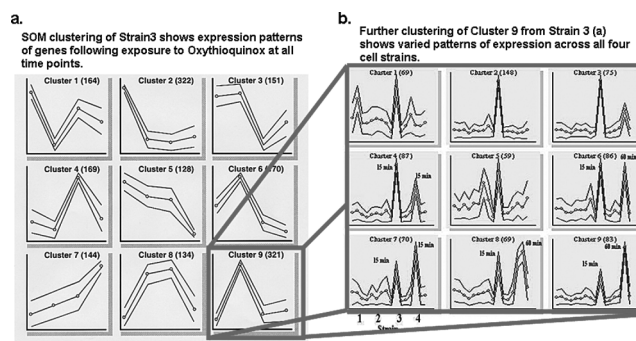 a.
SOM clustering of Strain3 shows expression patterns
of genes following exposure to Oxythioquinox at all
time points.
Cluster 1 (164)
Cluster 2 (322)
Cluster 3 (151)
Cluster 4 (169)
Cluster 5 (128)
Cluster 6 (170)
Cluster 7 (144)
Cluster 8 (134)
Cluster 9 (321)
b.
Further clustering of Cluster 9 from Strain 3 (a)
shows varied patterns of expression across all four
cell strains.
Cluster 1 (69)
Cluster 2 (148)
Cluster 3 (75)
Cluster 4 (87)
15 min
15 min
Cluster 5 (59)
Cluster 6 (86)
15 min
60 min
Cluster 7 (70)
15 min
15 min
Cluster 8 (69)
15 min
60 min
Cluster 9 (83)
15 min
60 min
1 2 3 4
Strain